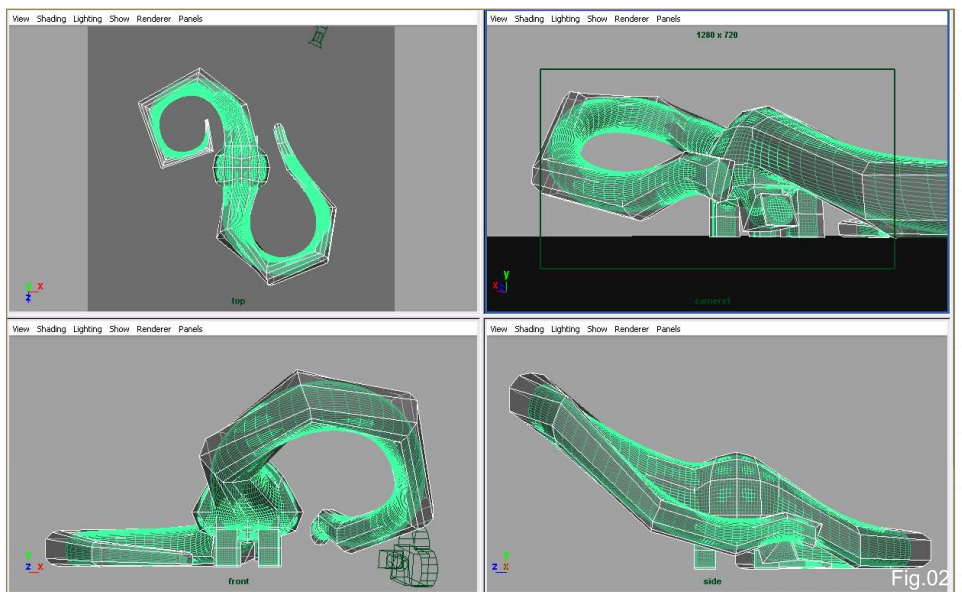 View Shading Lighting Show Renderer Panels
y x
z
top
View Shading Lighting Show Renderer Panels
1280 x 720
y
x
camera1
View Shading Lighting Show Renderer Panels
y
z x
front
View Shading Lighting Show Renderer Panels
y
z x
side
Fig.02